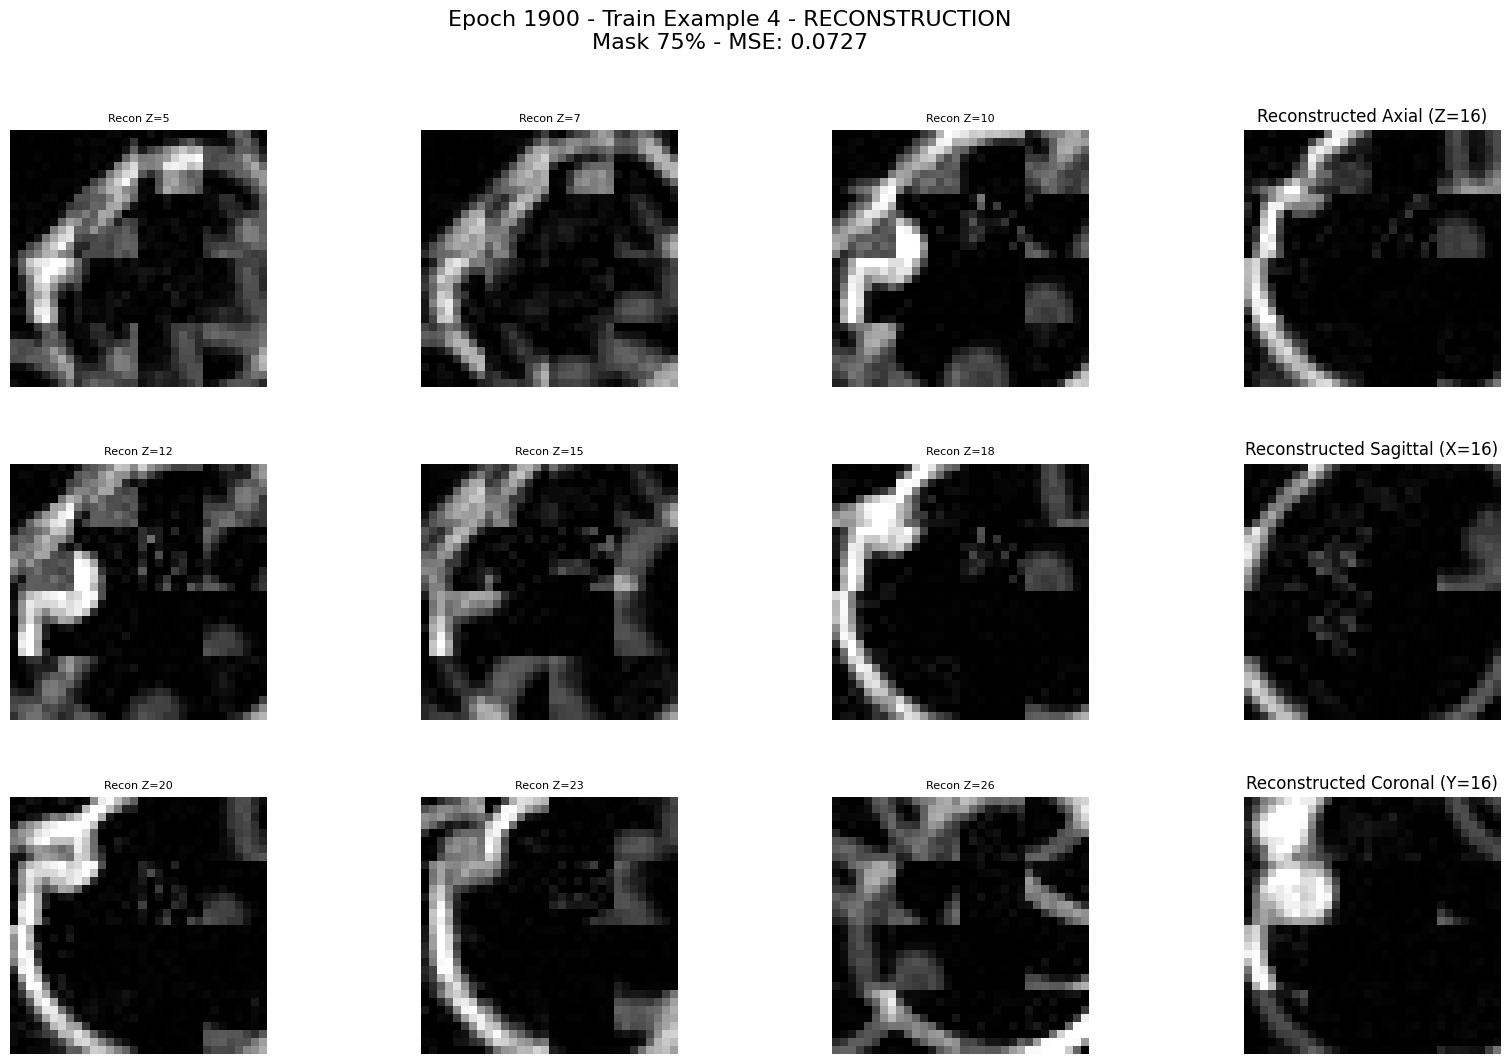 Epoch 1900 - Train Example 4 - RECONSTRUCTION
Mask 75% - MSE: 0.0727
Recon Z=5
Recon Z=7
Recon Z=10
Reconstructed Axial (Z=16)
Recon Z=12
Recon Z=15
Recon Z=18
Reconstructed Sagittal (X=16)
Recon Z=20
Recon Z=23
Recon Z=26
Reconstructed Coronal (Y=16)